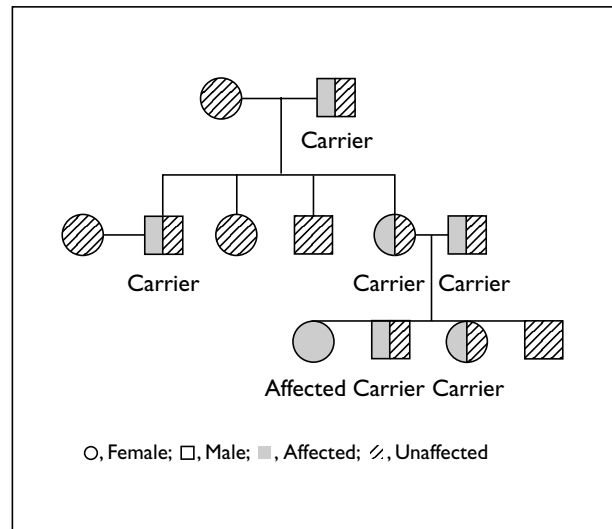 Carrier
Carrier Carrier Carrier
Affected Carrier Carrier
, Female; , Male; , Affected; , Unaffected